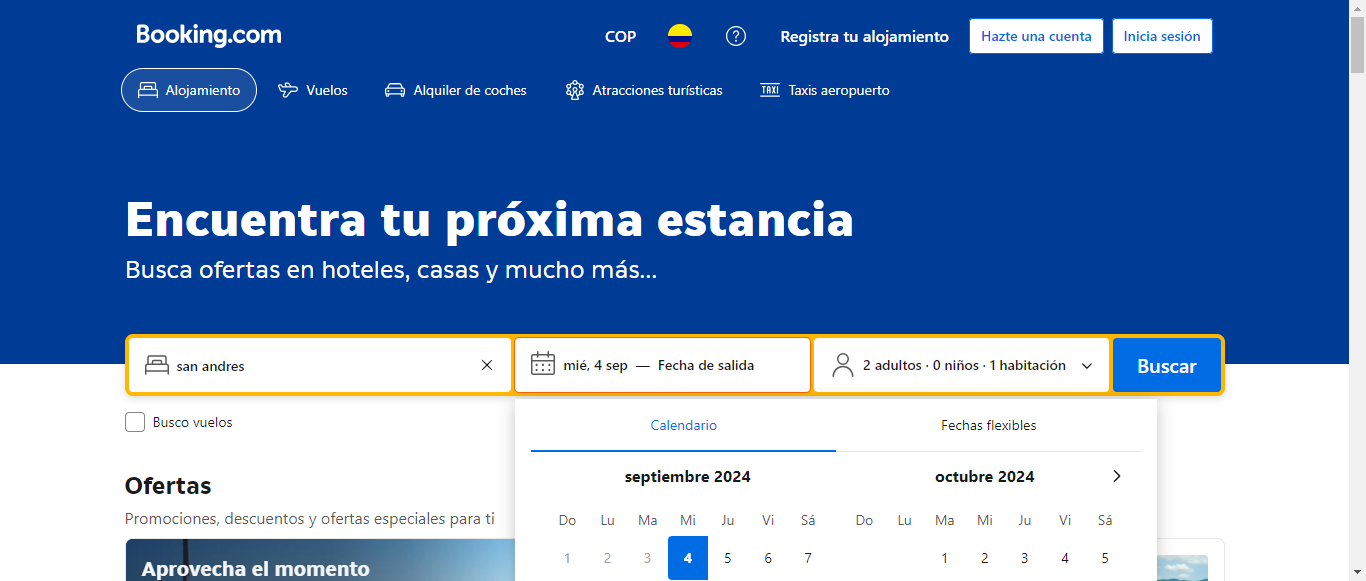 Booking.com
COP
Registra tu alojamiento
Hazte una cuenta
Inicia sesión
Alojamiento
Vuelos
Alquiler de coches
Atracciones turísticas
TAXI
Taxis aeropuerto
Encuentra tu próxima estancia
Busca ofertas en hoteles, casas y mucho más...
san andres
mié, 4 sep — Fecha de salida
2 adultos · 0 niños · 1 habitación
Buscar
Busco vuelos
Calendario
Fechas flexibles
septiembre 2024
octubre 2024
Do Lu Ma Mi Ju Vi Sá
Do Lu Ma Mi Ju Vi Sá
1 2 3 4 5 6 7
1 2 3 4 5
Ofertas
Promociones, descuentos y ofertas especiales para ti
Aprovecha el momento